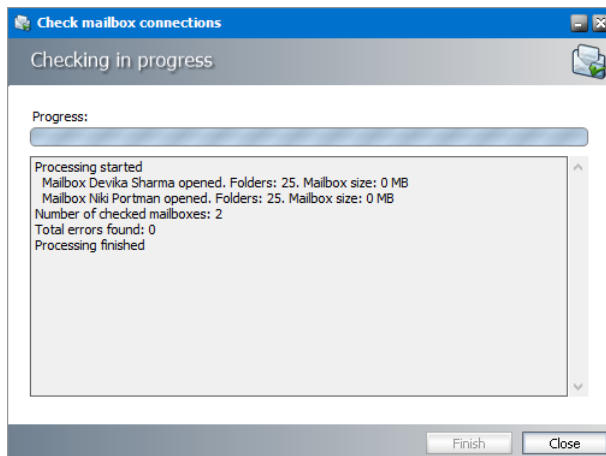 Check mailbox connections
Checking in progress
Progress:
Processing started
Mailbox Devika Sharma opened. Folders: 25. Mailbox size: 0 MB
Mailbox Niki Portman opened. Folders: 25. Mailbox size: 0 MB
Number of checked mailboxes: 2
Total errors found: 0
Processing finished
Finish
Close